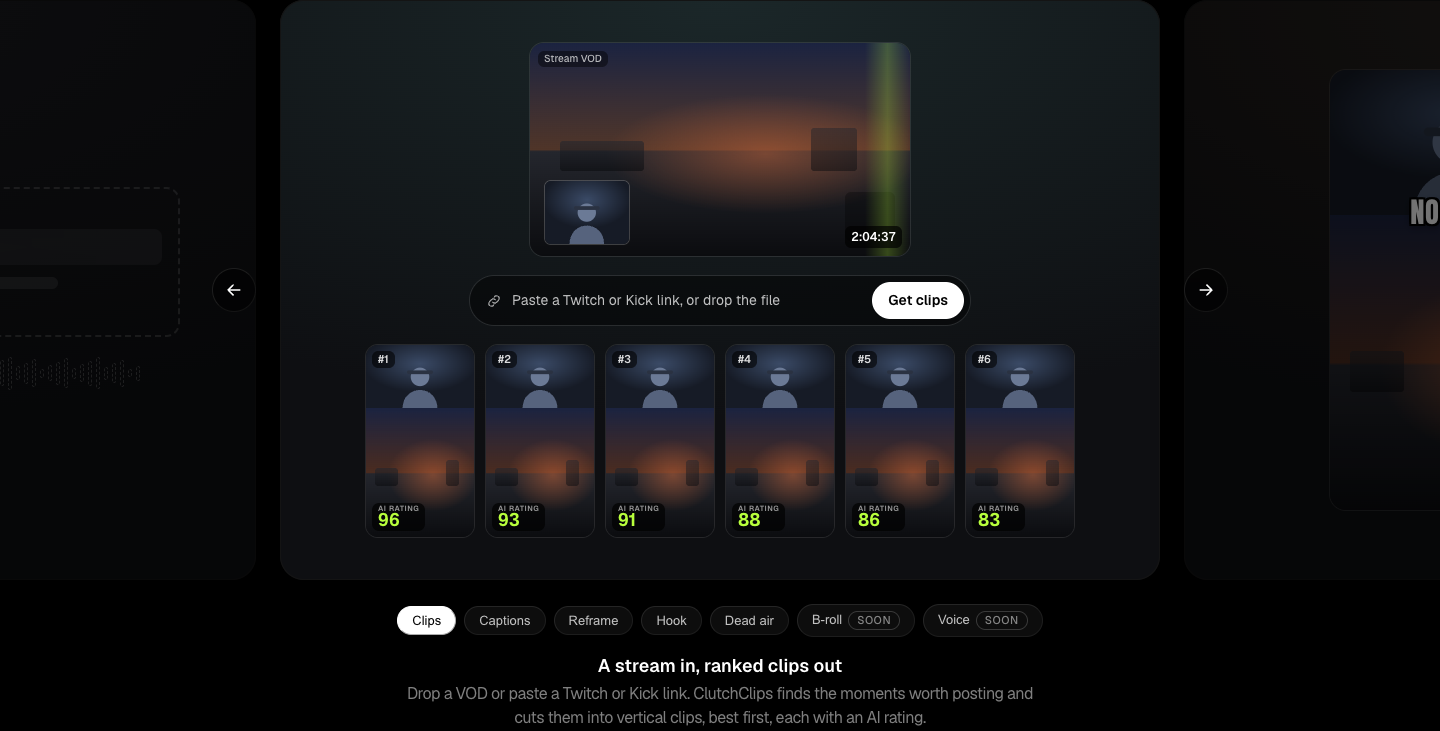 Stream VOD
2:04:37
Paste a Twitch or Kick link, or drop the file
Get clips
NO
#1
#2
#3
#4
#5
#6
AI RATING
96
AI RATING
93
AI RATING
91
AI RATING
88
AI RATING
86
AI RATING
83
Clips
Captions
Reframe
Hook
Dead air
B-roll SOON
Voice SOON
A stream in, ranked clips out
Drop a VOD or paste a Twitch or Kick link. ClutchClips finds the moments worth posting and
cuts them into vertical clips, best first, each with an AI rating.